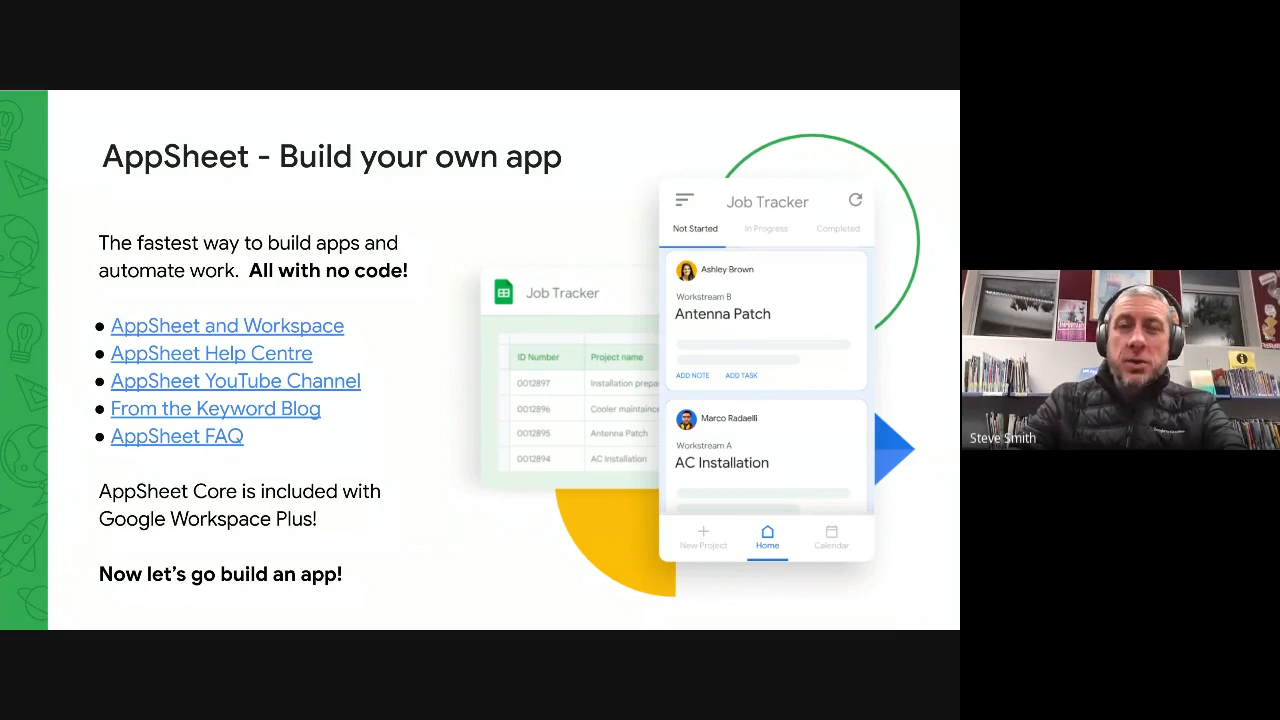 AppSheet - Build your own app
The fastest way to build apps and
automate work. All with no code!
● AppSheet and Workspace
● AppSheet Help Centre
● AppSheet YouTube Channel
● From the Keyword Blog
● AppSheet FAQ
AppSheet Core is included with
Google Workspace Plus!
Now let's go build an app!
Job Tracker
ID Number Project name
0012897 Installation
0012896 Cooler
0012895 Antenna Patch
0012894 AC Installation
Job Tracker
Not Started In Progress Completed
Ashley Brown
Workstream B
Antenna Patch
ADD NOTE ADD TASK
Marco Radaelli
Workstream A
AC Installation
New Project Home Calendar
Steve Smith